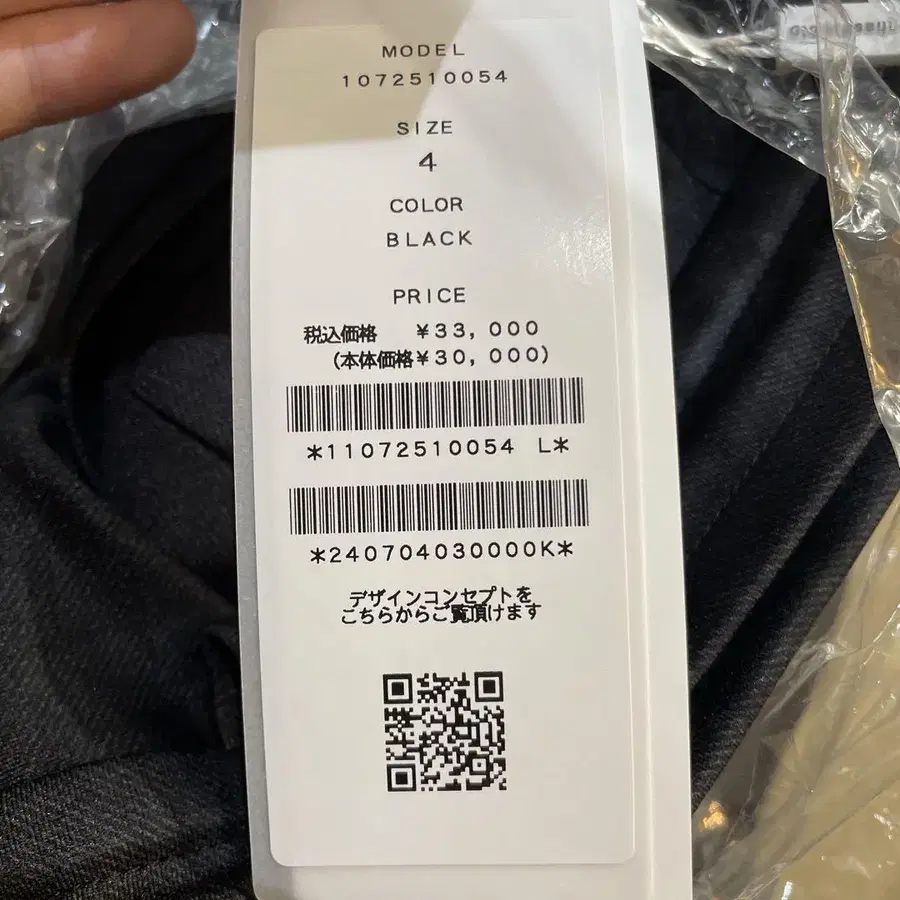 MODEL
1072510054
SIZE
4
COLOR
BLACK
PRICE
税込価格 ¥33,000
(本体価格¥30,000)
*11072510054 L*
*240704030000K*
デザインコンセプトを
こちらからご覧頂けます